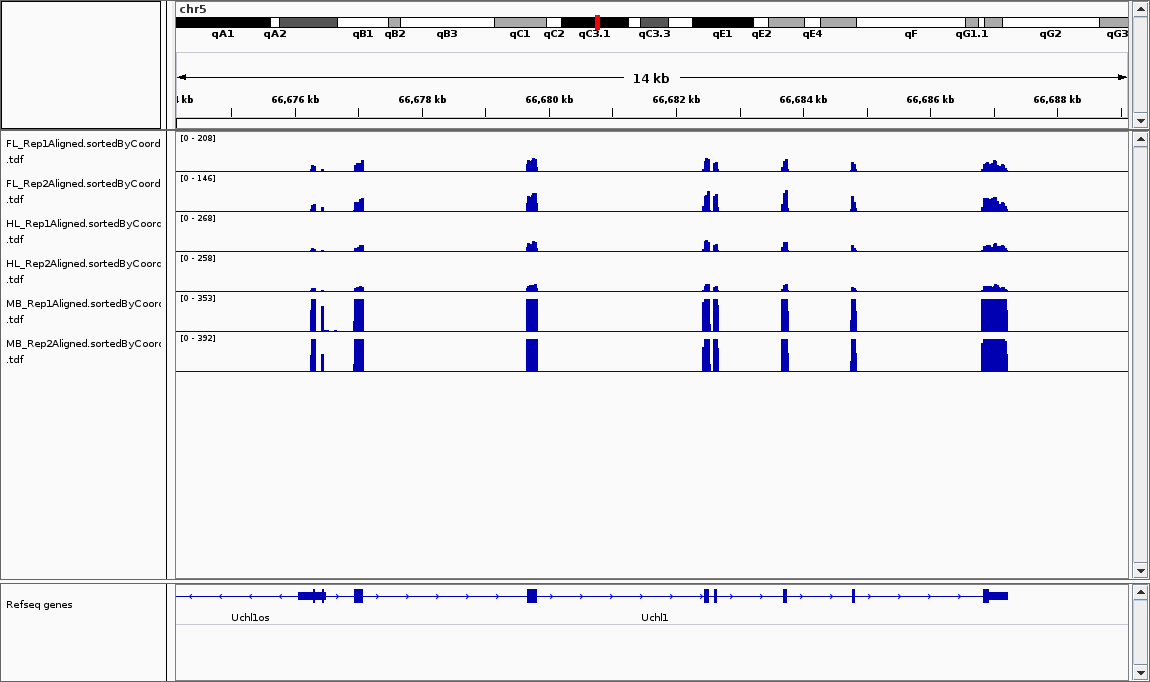 chr5
qA1 qA2 qB1 qB2 qB3 qC1 qC2 qC3.1 qC3.3 qE1 qE2 qE4 qF qG1.1 qG2 qG3
14 kb
kb 66,676 kb 66,678 kb 66,680 kb 66,682 kb 66,684 kb 66,686 kb 66,688 kb
FL_Rep1Aligned.sortedByCoord
.tdf
[0 - 208]
FL_Rep2Aligned.sortedByCoord
.tdf
[0 - 146]
HL_Rep1Aligned.sortedByCoord
.tdf
[0 - 268]
HL_Rep2Aligned.sortedByCoord
.tdf
[0 - 258]
MB_Rep1Aligned.sortedByCoord
.tdf
[0 - 353]
MB_Rep2Aligned.sortedByCoord
.tdf
[0 - 392]
Refseq genes
Uchl1os Uchl1